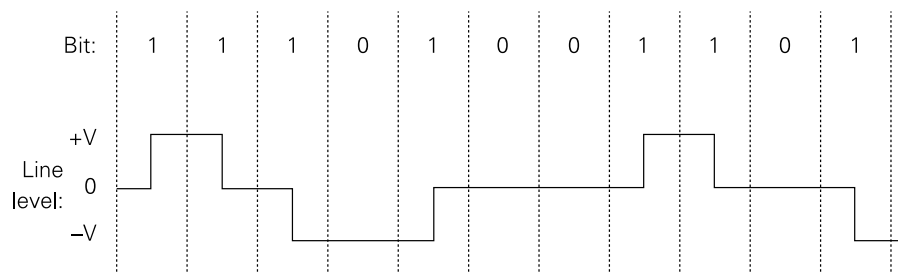 Bit: 1 1 1 0 1 0 0 1 1 0 1
+V
Line
level: 0
–V